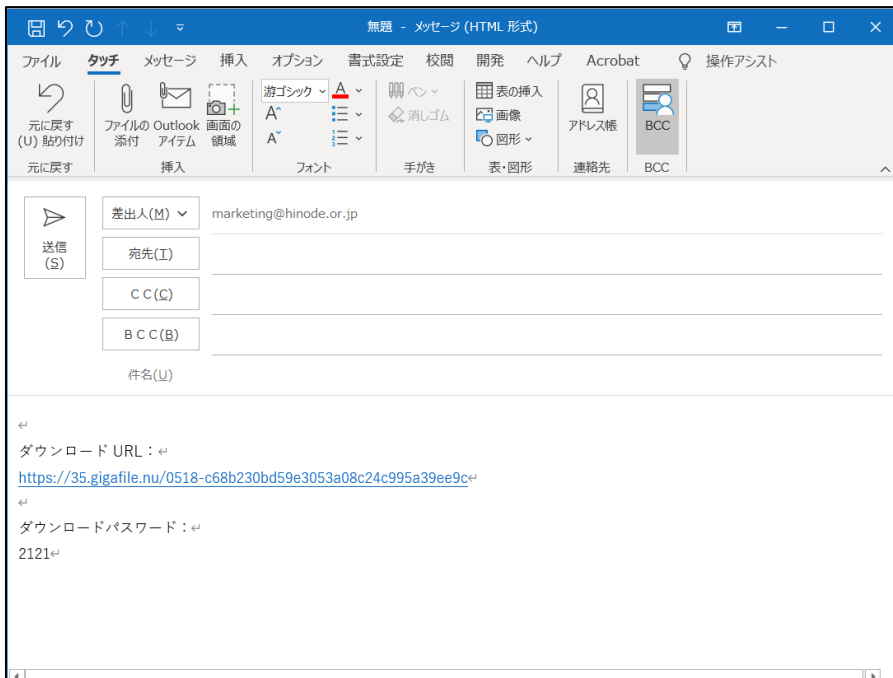 無題 - メッセージ (HTML 形式)
ファイル タッチ メッセージ 挿入 オプション 書式設定 校閲 開発 ヘルプ Acrobat 操作アシスト
元に戻す
(U) 貼り付け
元に戻す
ファイルの
添付
Outlook
アイテム
画面の
領域
挿入
游ゴシック A
A^
Aˇ
フォント
ペン
消しゴム
手がき
表の挿入
画像
図形
表・図形
アドレス帳
連絡先
BCC
BCC
送信
(S)
差出人(M) marketing@hinode.or.jp
宛先(T)
ＣＣ(C)
ＢＣＣ(B)
件名(U)
ダウンロード URL：
https://35.gigafile.nu/0518-c68b230bd59e3053a08c24c995a39ee9c
ダウンロードパスワード：
2121